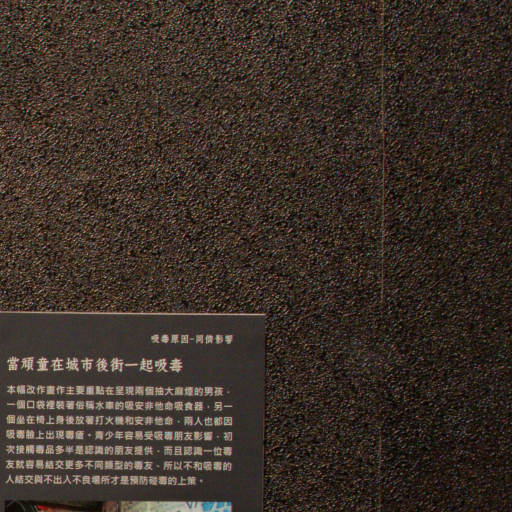 吸毒原因-同儕影響
當頑童在城市後街一起吸毒
本幅改作畫作主要重點在呈現兩個抽大麻煙的男孩，
一個口袋裡裝著俗稱水車的吸安非他命吸食器，另一
個坐在椅上身後放著打火機和安非他命，兩人也都因
吸毒臉上出現毒瘡，青少年容易受吸毒朋友影響，初
次接觸毒品多半是認識的朋友提供，而且認識一位毒
友就容易結交更多不同類型的毒友，所以不和吸毒的
人結交與不出入不良場所才是預防碰毒的上策。